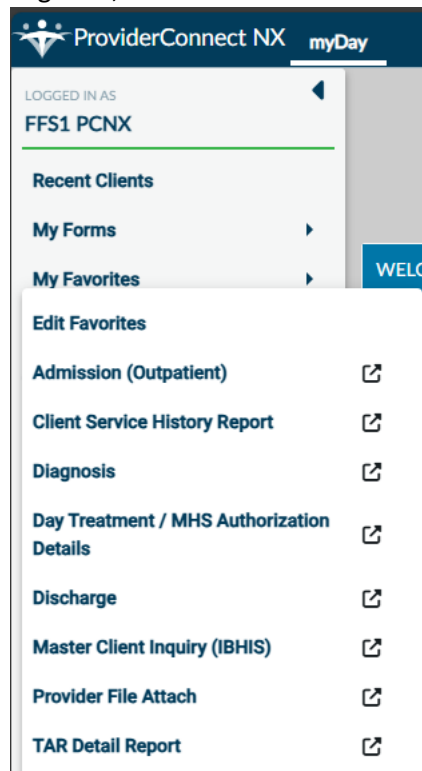 ProviderConnect NX myDay
LOGGED IN AS
FFS1 PCNX
Recent Clients
My Forms
My Favorites
Edit Favorites
Admission (Outpatient)
Client Service History Report
Diagnosis
Day Treatment / MHS Authorization
Details
Discharge
Master Client Inquiry (IBHIS)
Provider File Attach
TAR Detail Report